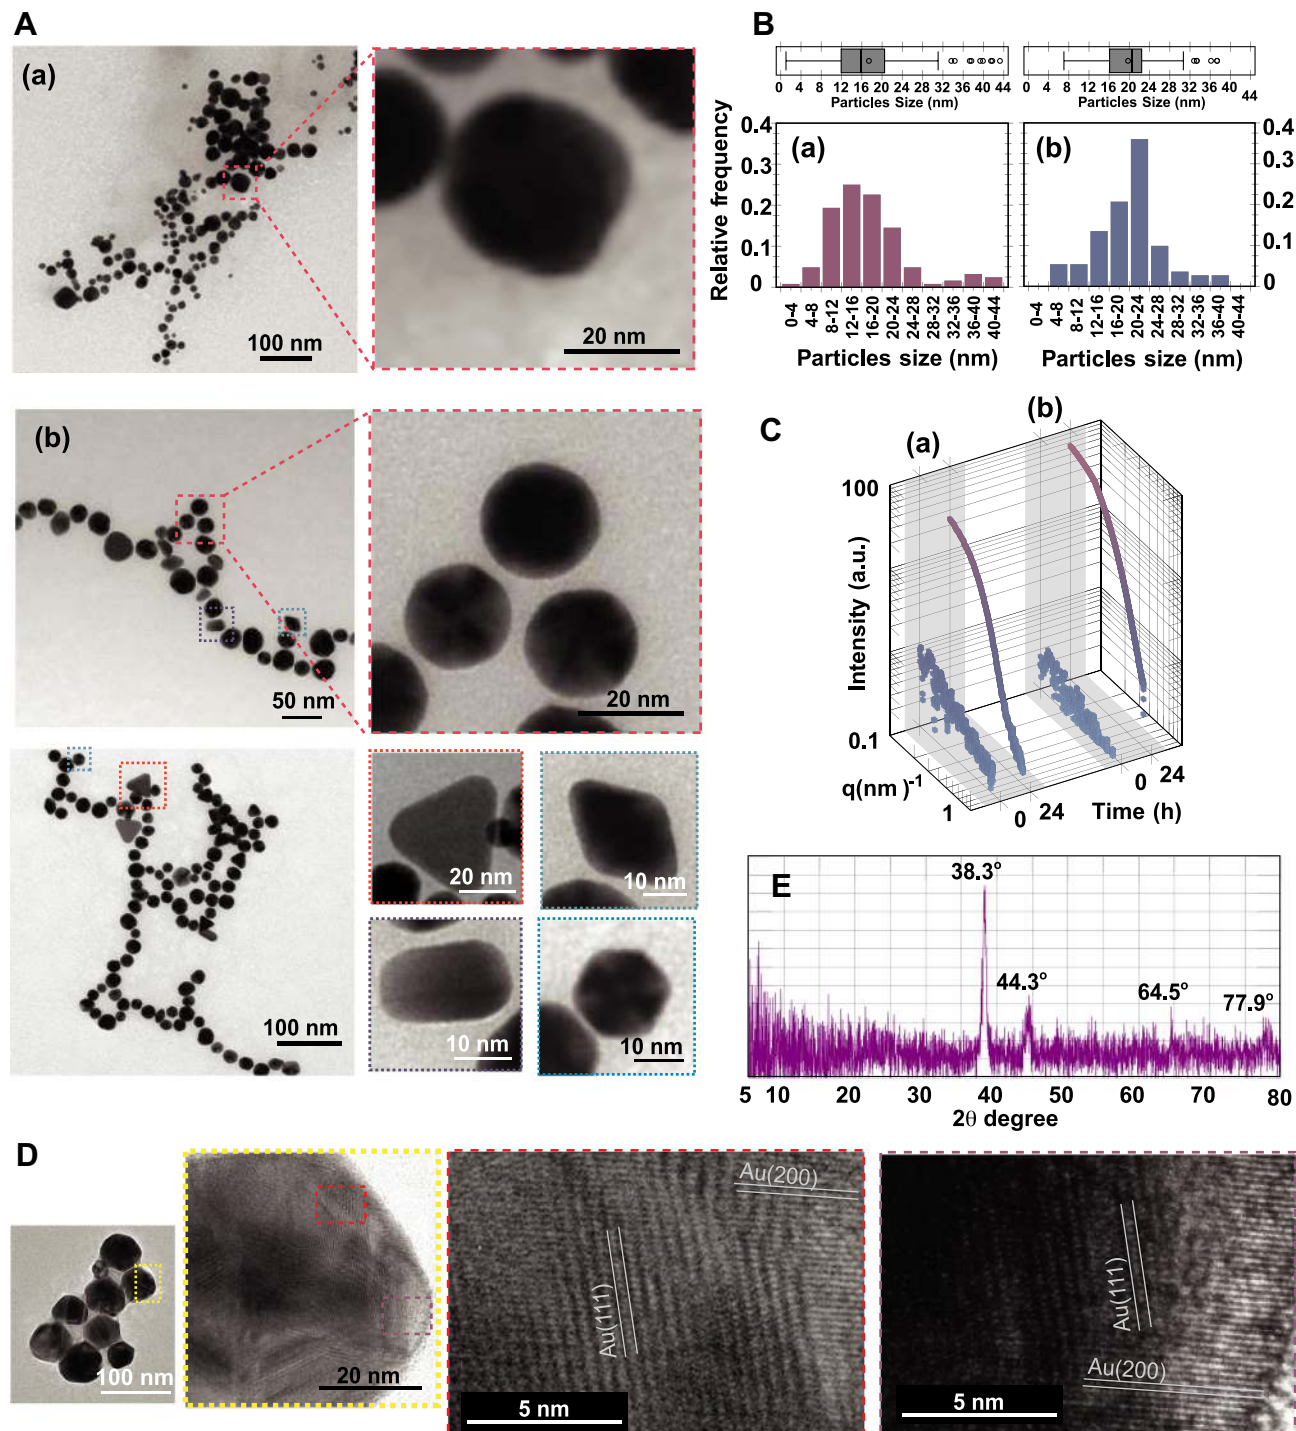 A
(a)
100 nm
20 nm
(b)
50 nm
20 nm
100 nm
20 nm
10 nm
10 nm
10 nm
B
0 4 8 12 16 20 24 28 32 36 40 44
Particles Size (nm)
0 4 8 12 16 20 24 28 32 36 40 44
Particles Size (nm)
Relative frequency
0.4
0.3
0.2
0.1
0
(a)
0-4
4-8
8-12
12-16
16-20
20-24
24-28
28-32
32-36
36-40
40-44
Particles size (nm)
(b)
0.4
0.3
0.2
0.1
0
0-4
4-8
8-12
12-16
16-20
20-24
24-28
28-32
32-36
36-40
40-44
Particles size (nm)
C
(a)
(b)
100
Intensity (a.u.)
0.1
q(nm)⁻¹
1
0 24
0 24
Time (h)
E
38.3°
44.3°
64.5°
77.9°
5 10 20 30 40 50 60 70 80
2θ degree
D
100 nm
20 nm
Au(200)
Au(111)
5 nm
Au(111)
Au(200)
5 nm